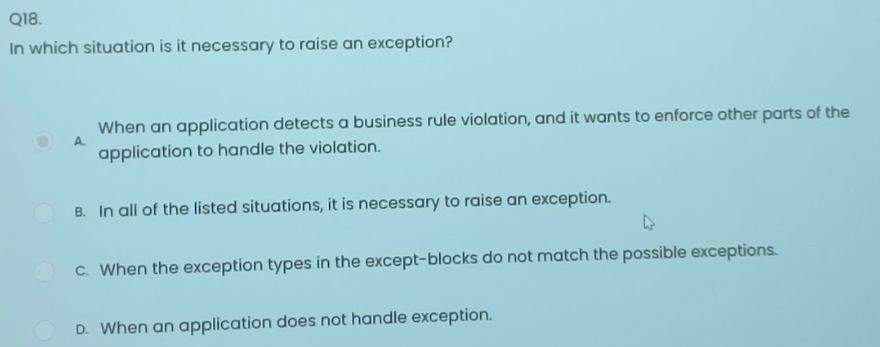 Q18.
In which situation is it necessary to raise an exception?
When an application detects a business rule violation, and it wants to enforce other parts of the
A.
application to handle the violation.
B. In all of the listed situations, it is necessary to raise an exception.
C. When the exception types in the except-blocks do not match the possible exceptions.
D. When an application does not handle exception.